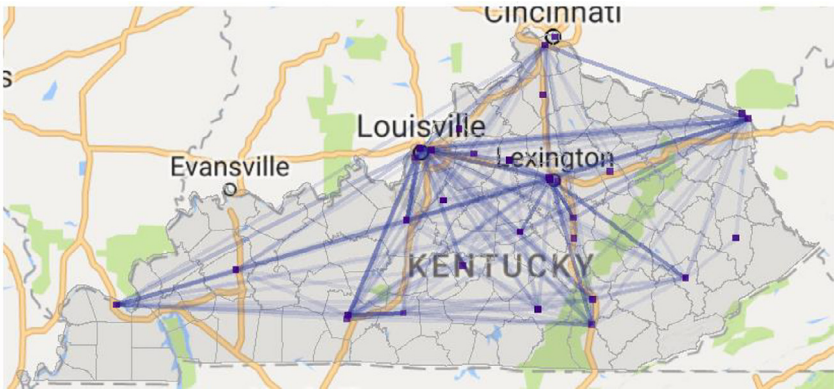 Cincinnati
Louisville
Lexington
Evansville
KENTUCKY
s